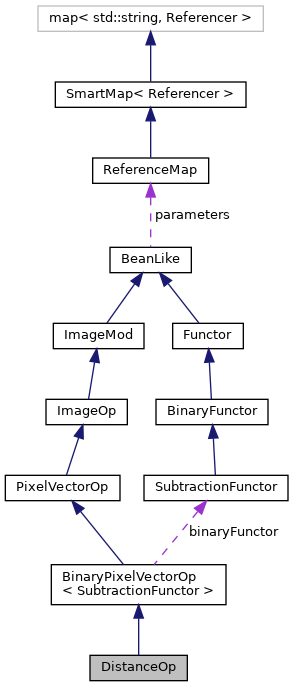 map< std::string, Referencer >
SmartMap< Referencer >
ReferenceMap
parameters
BeanLike
ImageMod
Functor
ImageOp
BinaryFunctor
PixelVectorOp
SubtractionFunctor
binaryFunctor
BinaryPixelVectorOp
< SubtractionFunctor >
DistanceOp